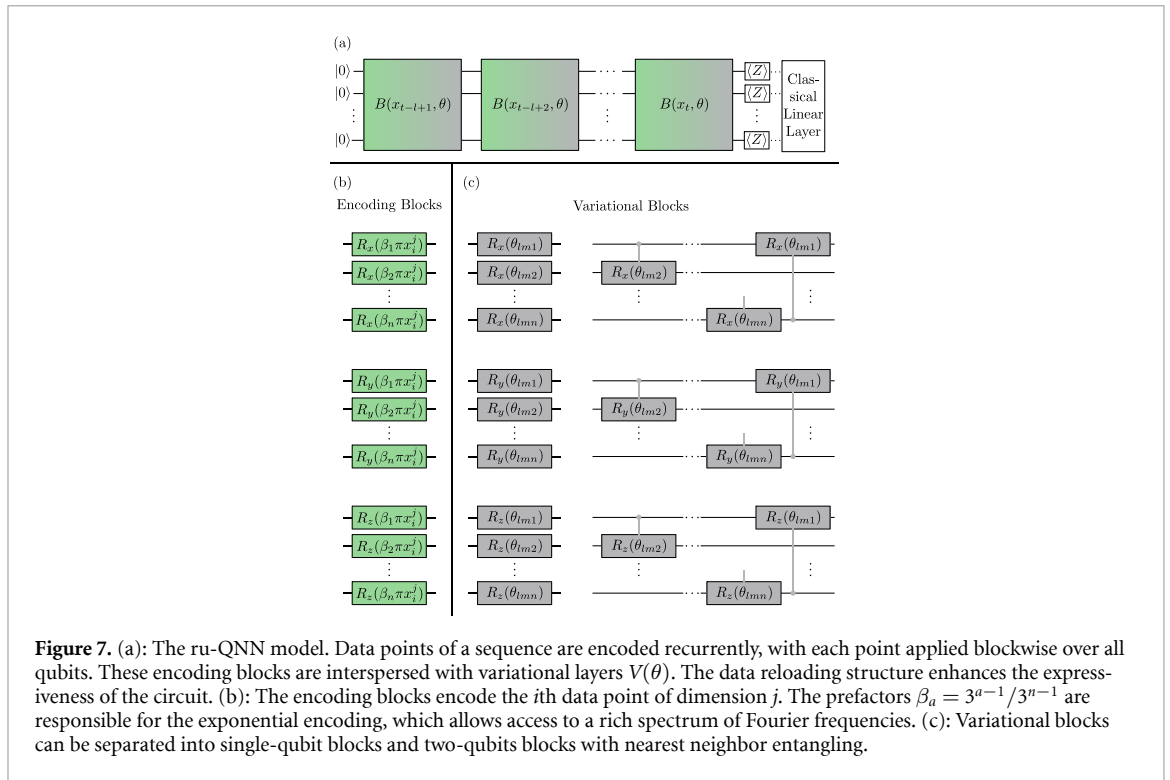 (a)
|0⟩ B(x_{t−l+1}, θ) B(x_{t−l+2}, θ) ··· B(x_t, θ) ⟨Z⟩ ··· Clas-
|0⟩ ··· ⟨Z⟩ ··· sical
⋮ ⋮ ⋮ Linear
|0⟩ ··· ⟨Z⟩ ··· Layer
(b)
Encoding Blocks
R_x(β_1πx_i^j)
R_x(β_2πx_i^j)
⋮
R_x(β_nπx_i^j)
R_y(β_1πx_i^j)
R_y(β_2πx_i^j)
⋮
R_y(β_nπx_i^j)
R_z(β_1πx_i^j)
R_z(β_2πx_i^j)
⋮
R_z(β_nπx_i^j)
(c)
Variational Blocks
R_x(θ_{lm1}) ··· R_x(θ_{lm1})
R_x(θ_{lm2}) R_x(θ_{lm2}) ···
⋮ ⋮ ⋮
R_x(θ_{lmn}) ··· R_x(θ_{lmn})
R_y(θ_{lm1}) ··· R_y(θ_{lm1})
R_y(θ_{lm2}) R_y(θ_{lm2}) ···
⋮ ⋮ ⋮
R_y(θ_{lmn}) ··· R_y(θ_{lmn})
R_z(θ_{lm1}) ··· R_z(θ_{lm1})
R_z(θ_{lm2}) R_z(θ_{lm2}) ···
⋮ ⋮ ⋮
R_z(θ_{lmn}) ··· R_z(θ_{lmn})
Figure 7. (a): The ru-QNN model. Data points of a sequence are encoded recurrently, with each point applied blockwise over all
qubits. These encoding blocks are interspersed with variational layers V(θ). The data reloading structure enhances the express-
iveness of the circuit. (b): The encoding blocks encode the ith data point of dimension j. The prefactors β_a = 3^{a−1}/3^{n−1} are
responsible for the exponential encoding, which allows access to a rich spectrum of Fourier frequencies. (c): Variational blocks
can be separated into single-qubit blocks and two-qubits blocks with nearest neighbor entangling.